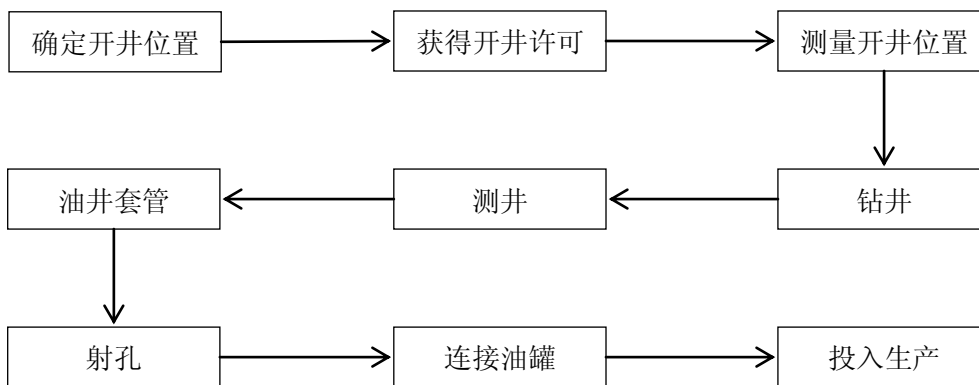 确定开井位置
获得开井许可
测量开井位置
钻井
测井
油井套管
射孔
连接油罐
投入生产